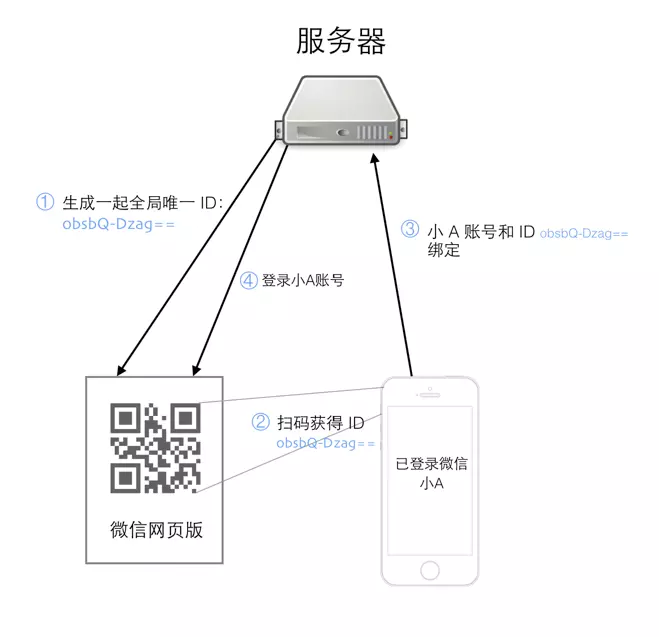 服务器
① 生成一起全局唯一 ID：
obsbQ-Dzag==
③ 小 A 账号和 ID obsbQ-Dzag==
绑定
④ 登录小A账号
② 扫码获得 ID
obsbQ-Dzag==
已登录微信
小A
微信网页版